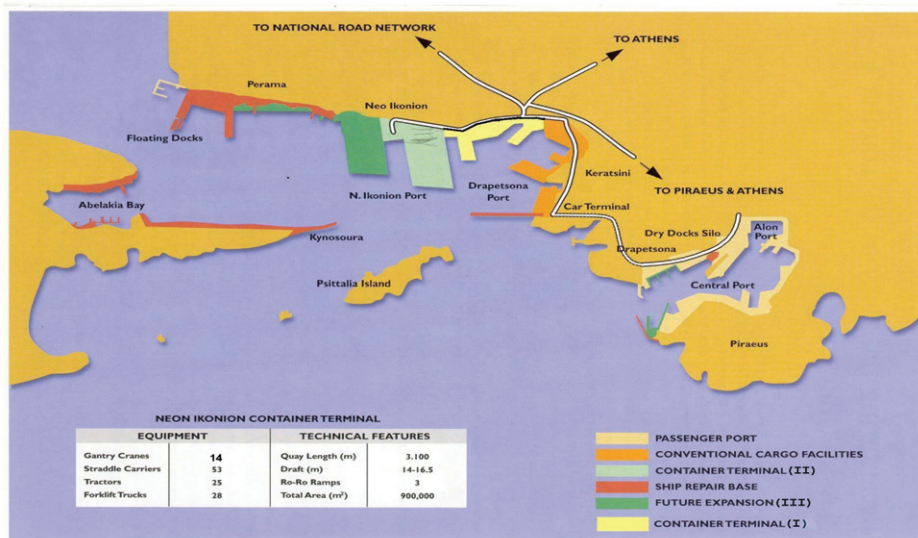 TO NATIONAL ROAD NETWORK
TO ATHENS
Perama
Neo Ikonion
Floating Docks
Keratsini
N. Ikonion Port
Drapetsona
Port
TO PIRAEUS & ATHENS
Abelakia Bay
Car Terminal
Kynosoura
Dry Docks Silo
Alon
Port
Drapetsona
Psittalia Island
Central Port
Piraeus
NEON IKONION CONTAINER TERMINAL
EQUIPMENT TECHNICAL FEATURES
Gantry Cranes 14 Quay Length (m) 3.100
Straddle Carriers 53 Draft (m) 14-16.5
Tractors 25 Ro-Ro Ramps 3
Forklift Trucks 28 Total Area (m²) 900,000
PASSENGER PORT
CONVENTIONAL CARGO FACILITIES
CONTAINER TERMINAL (II)
SHIP REPAIR BASE
FUTURE EXPANSION (III)
CONTAINER TERMINAL (I)